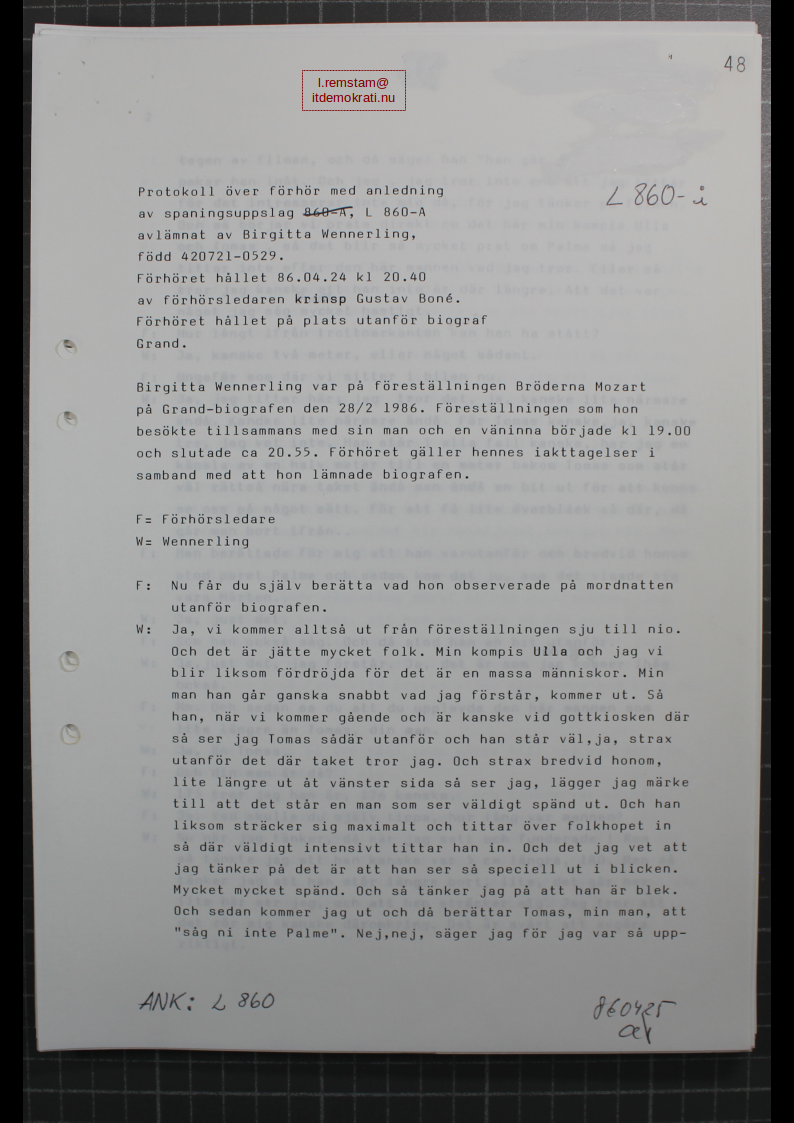 48
l.remstam@
itdemokrati.nu
L 860-i
Protokoll över förhör med anledning
av spaningsuppslag 860-A, L 860-A
avlämnat av Birgitta Wennerling,
född 420721-0529.
Förhöret hållet 86.04.24 kl 20.40
av förhörsledaren krinsp Gustav Boné.
Förhöret hållet på plats utanför biograf
Grand.
Birgitta Wennerling var på föreställningen Bröderna Mozart
på Grand-biografen den 28/2 1986. Föreställningen som hon
besökte tillsammans med sin man och en väninna började kl 19.00
och slutade ca 20.55. Förhöret gäller hennes iakttagelser i
samband med att hon lämnade biografen.
F= Förhörsledare
W= Wennerling
F: Nu får du själv berätta vad hon observerade på mordnatten
utanför biografen.
W: Ja, vi kommer alltså ut från föreställningen sju till nio.
Och det är jätte mycket folk. Min kompis Ulla och jag vi
blir liksom fördröjda för det är en massa människor. Min
man han går ganska snabbt vad jag förstår, kommer ut. Så
han, när vi kommer gående och är kanske vid gottkiosken där
så ser jag Tomas sådär utanför och han står väl,ja, strax
utanför det där taket tror jag. Och strax bredvid honom,
lite längre ut åt vänster sida så ser jag, lägger jag märke
till att det står en man som ser väldigt spänd ut. Och han
liksom sträcker sig maximalt och tittar över folkhopet in
så där väldigt intensivt tittar han in. Och det jag vet att
jag tänker på det är att han ser så speciell ut i blicken.
Mycket mycket spänd. Och så tänker jag på att han är blek.
Och sedan kommer jag ut och då berättar Tomas, min man, att
"såg ni inte Palme". Nej,nej, säger jag för jag var så upp-
ANK: L 860
860425